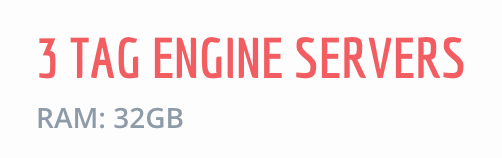 3 TAG ENGINE SERVERS
RAM: 32GB